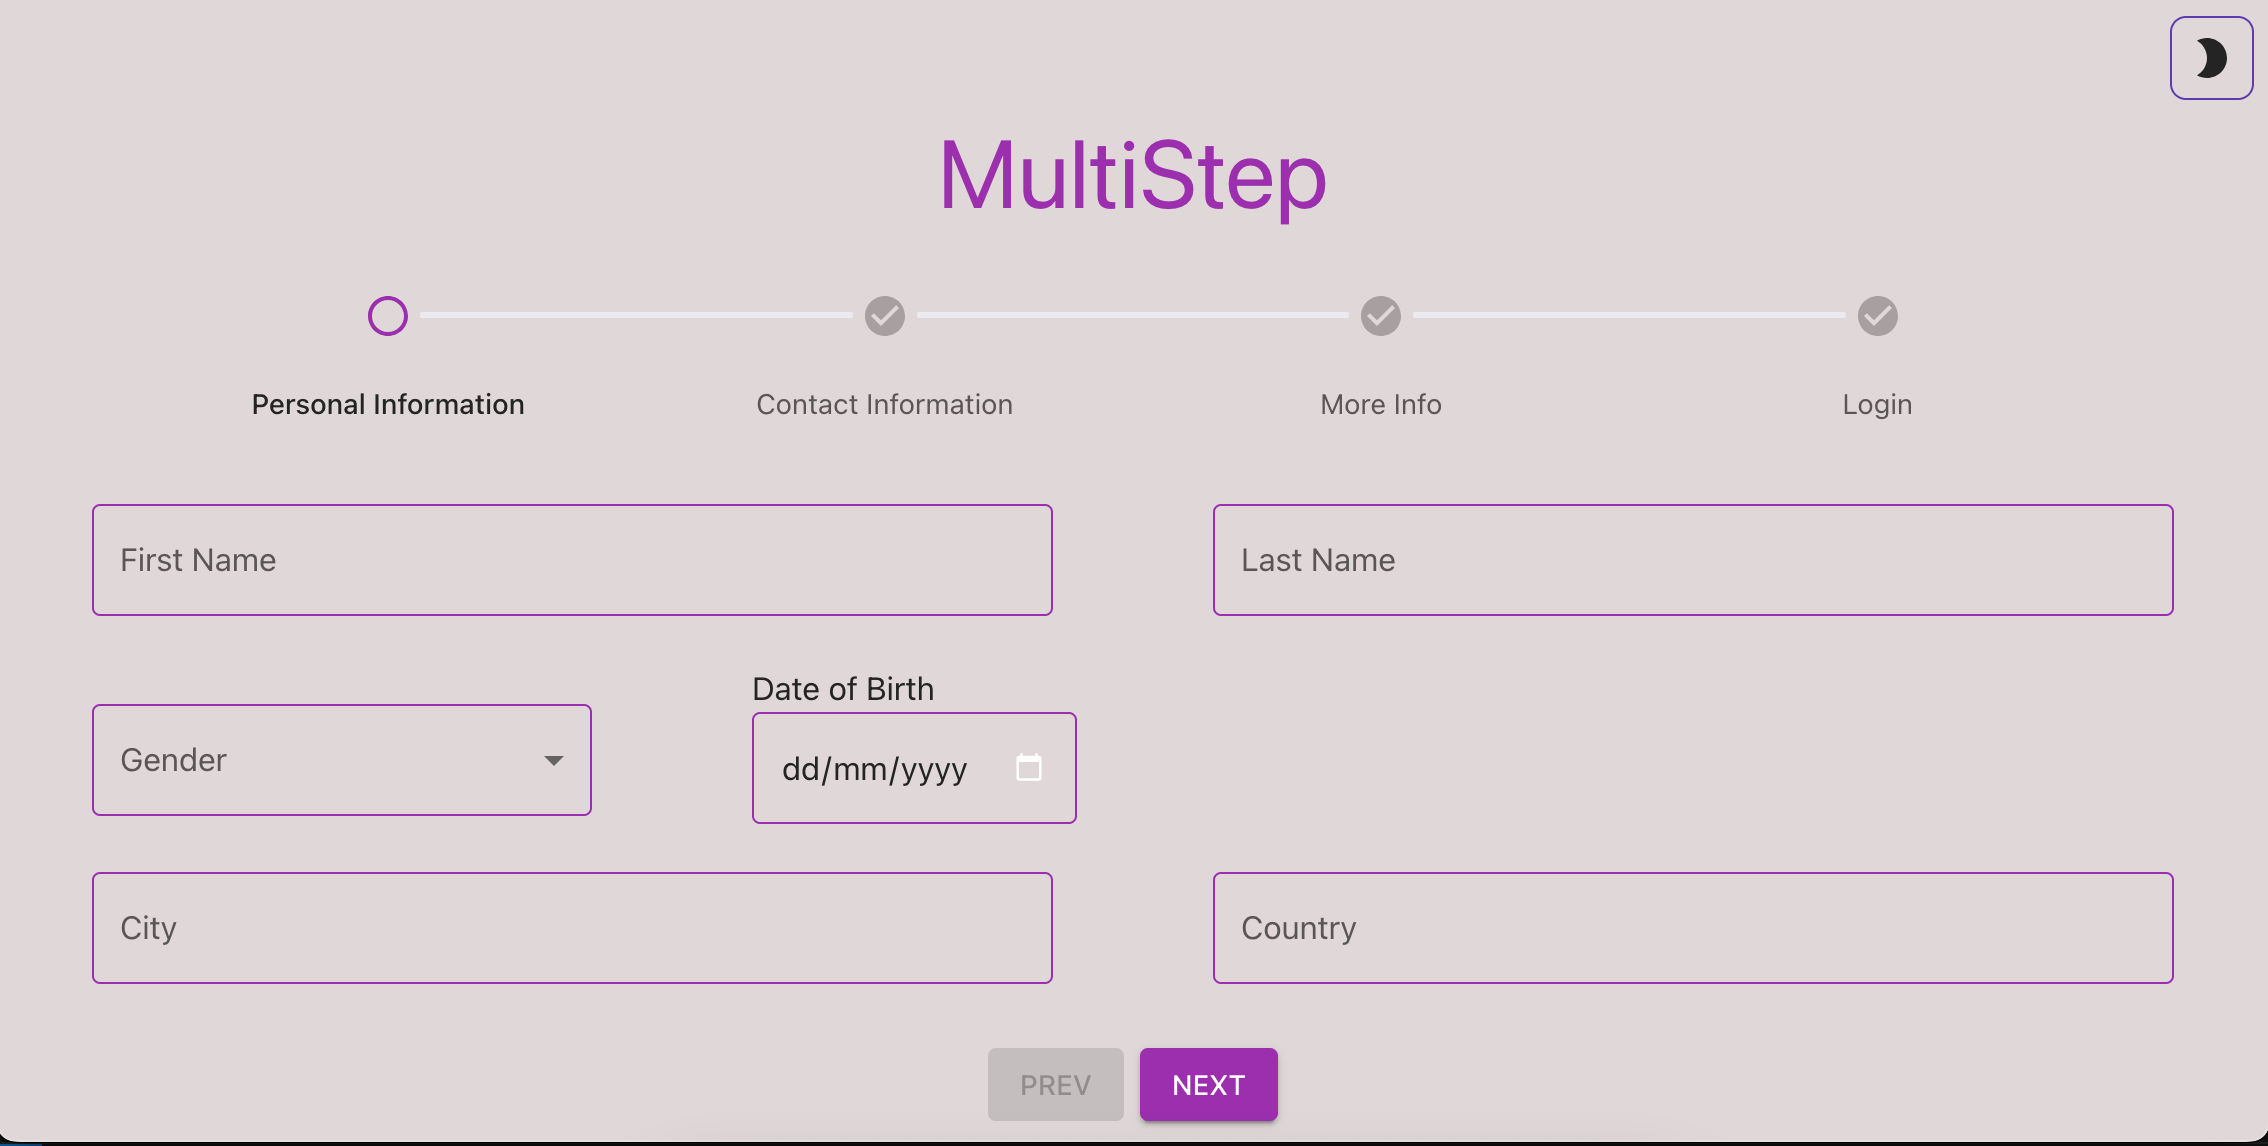 MultiStep
Personal Information
Contact Information
More Info
Login
First Name
Last Name
Gender
Date of Birth
dd/mm/yyyy
City
Country
PREV
NEXT